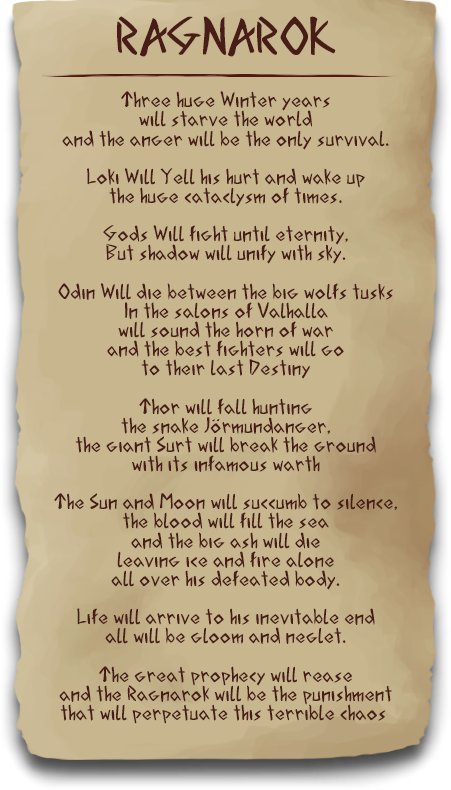 RAGNAROK
Three huge Winter years
will starve the world
and the anger will be the only survival.
Loki Will Yell his hurt and wake up
the huge cataclysm of times.
Gods Will fight until eternity,
But shadow will unify with sky.
Odin Will die between the big wolfs tusks
In the salons of Valhalla
will sound the horn of war
and the best fighters will go
to their last Destiny
Thor will fall hunting
the snake Jörmundanger,
the giant Surt will break the ground
with its infamous warth
The Sun and Moon will succumb to silence,
the blood will fill the sea
and the big ash will die
leaving ice and fire alone
all over his defeated body.
Life will arrive to his inevitable end
all will be gloom and neglet.
The great prophecy will rease
and the Ragnarok will be the punishment
that will perpetuate this terrible chaos